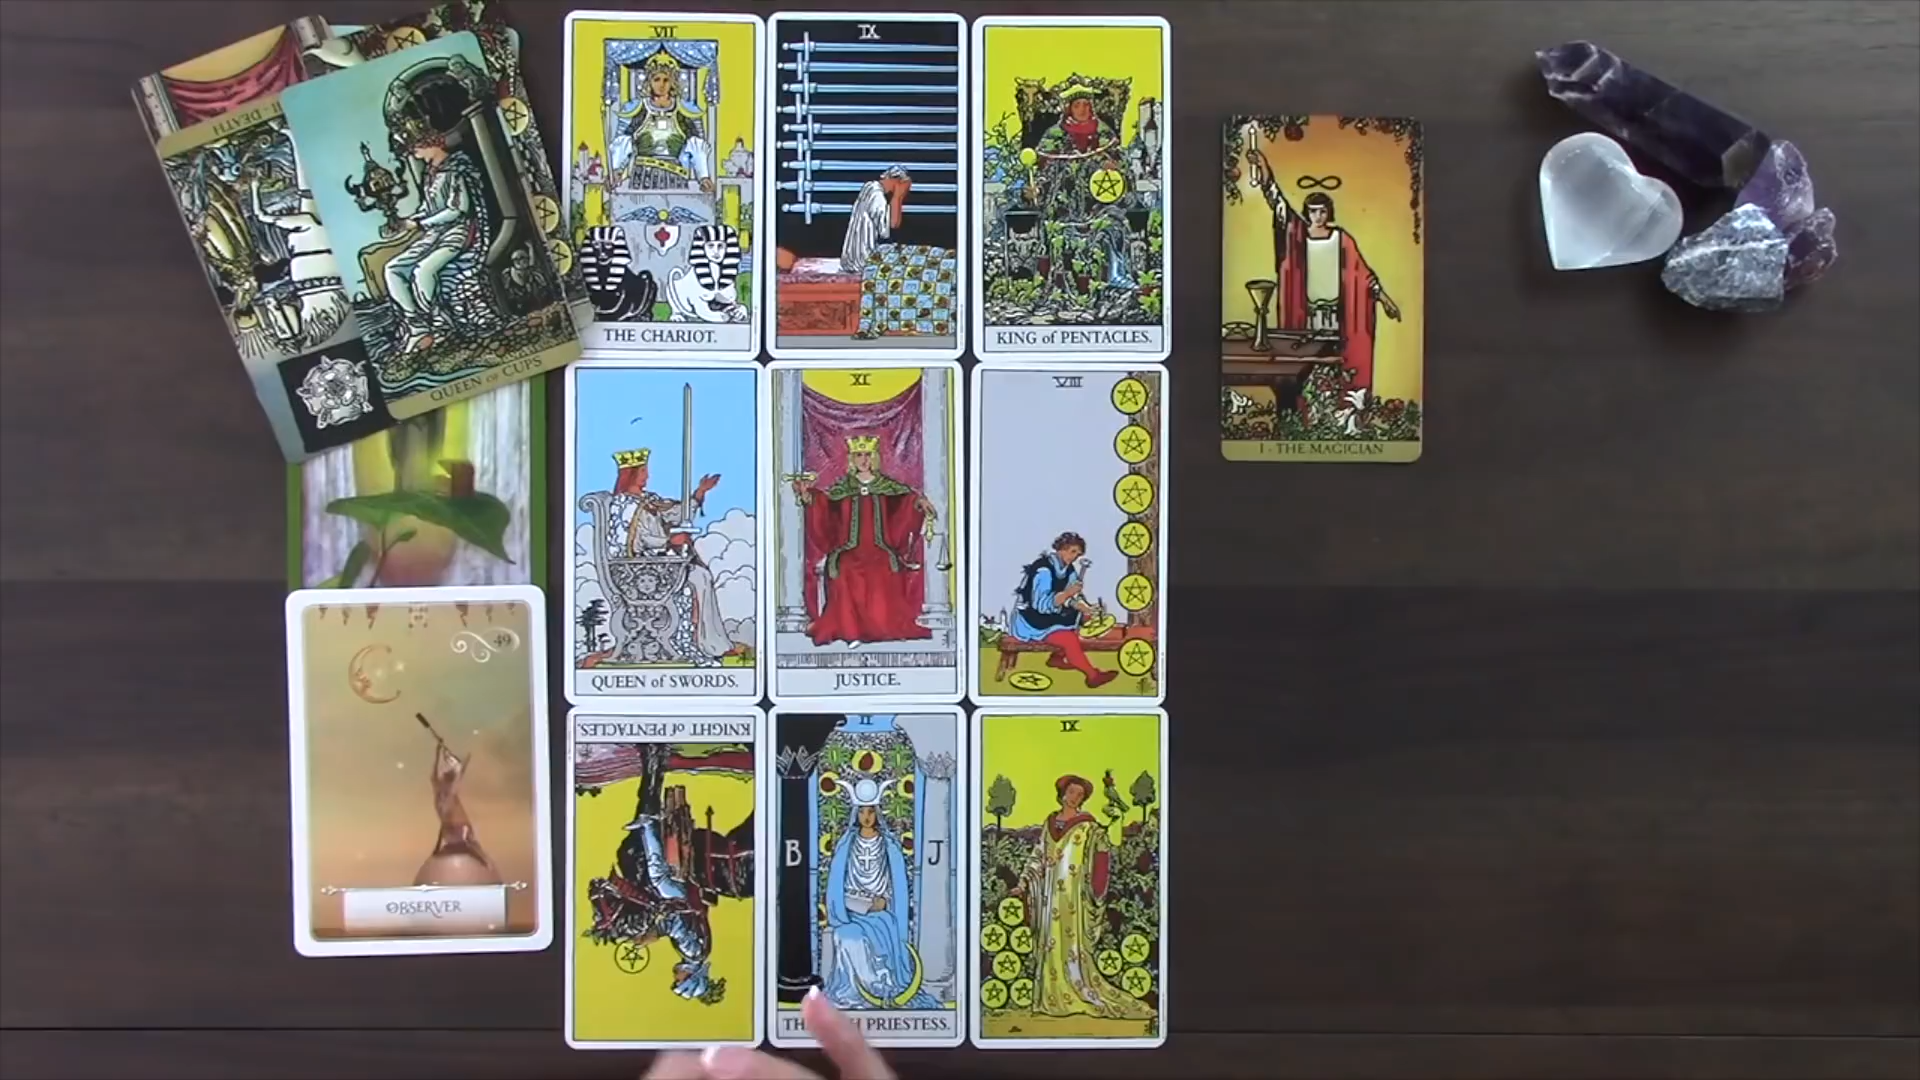 VII
THE CHARIOT.
IX
KING of PENTACLES.
QUEEN of SWORDS.
XI
JUSTICE.
VIII
KNIGHT of PENTACLES.
II
B
J
PRIESTESS.
IX
DEATH
QUEEN OF CUPS
49
OBSERVER
I · THE MAGICIAN